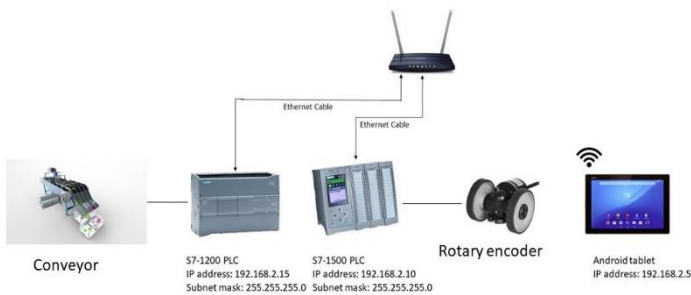 Ethernet Cable
Ethernet Cable
Conveyor
S7-1200 PLC
IP address: 192.168.2.15
Subnet mask: 255.255.255.0
S7-1500 PLC
IP address: 192.168.2.10
Subnet mask: 255.255.255.0
Rotary encoder
Android tablet
IP address: 192.168.2.5